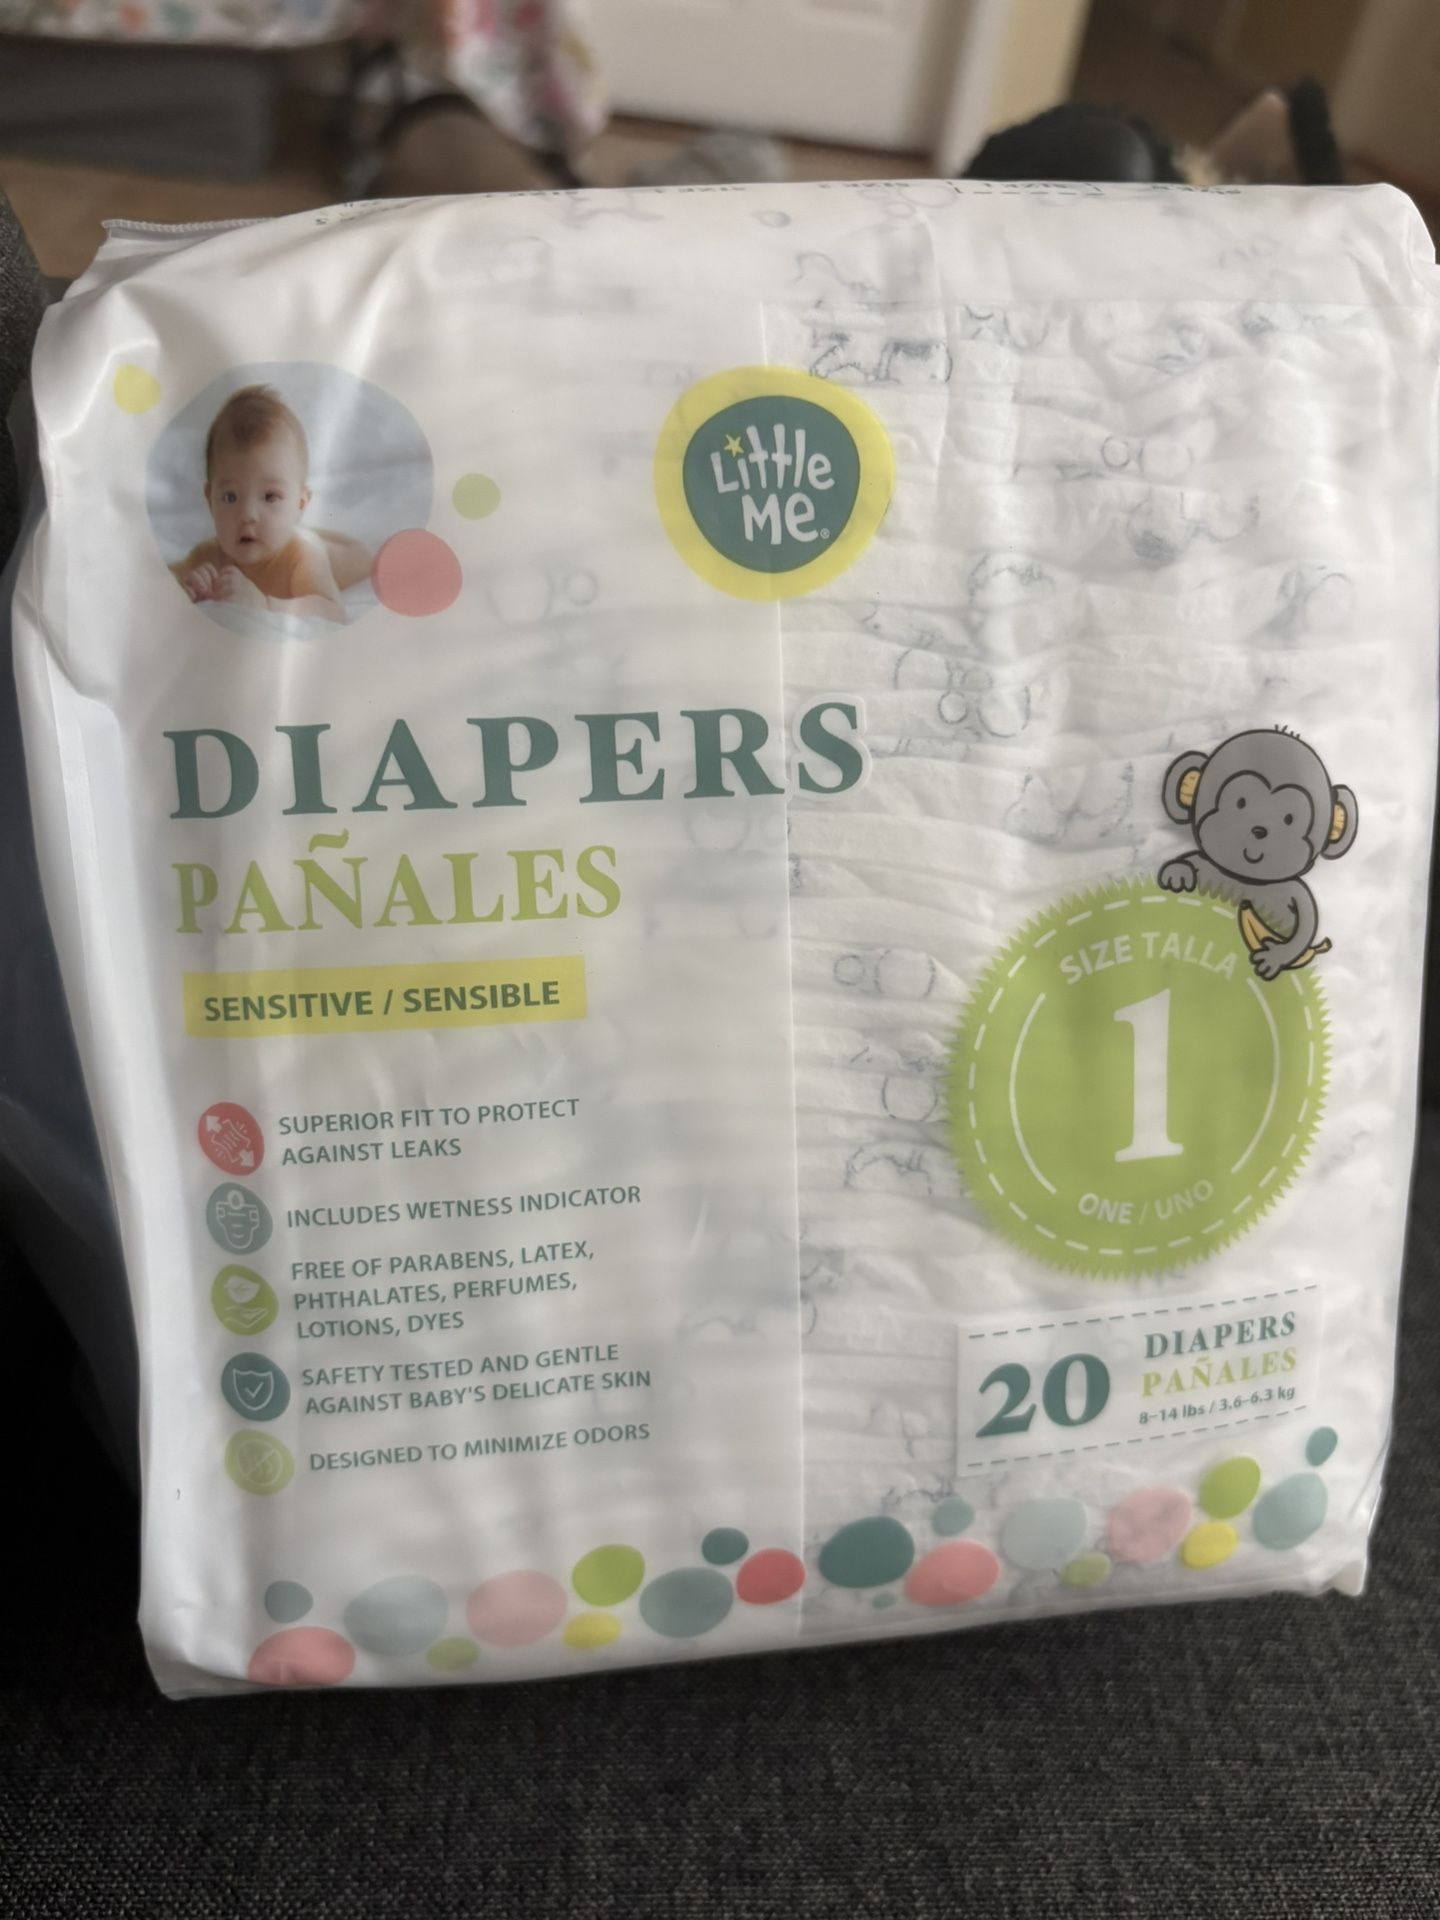 Little
Me®
DIAPERS
PAÑALES
SENSITIVE / SENSIBLE
SUPERIOR FIT TO PROTECT
AGAINST LEAKS
INCLUDES WETNESS INDICATOR
FREE OF PARABENS, LATEX,
PHTHALATES, PERFUMES,
LOTIONS, DYES
SAFETY TESTED AND GENTLE
AGAINST BABY'S DELICATE SKIN
DESIGNED TO MINIMIZE ODORS
SIZE TALLA
1
ONE / UNO
20
DIAPERS
PAÑALES
8–14 lbs / 3.6–6.3 kg